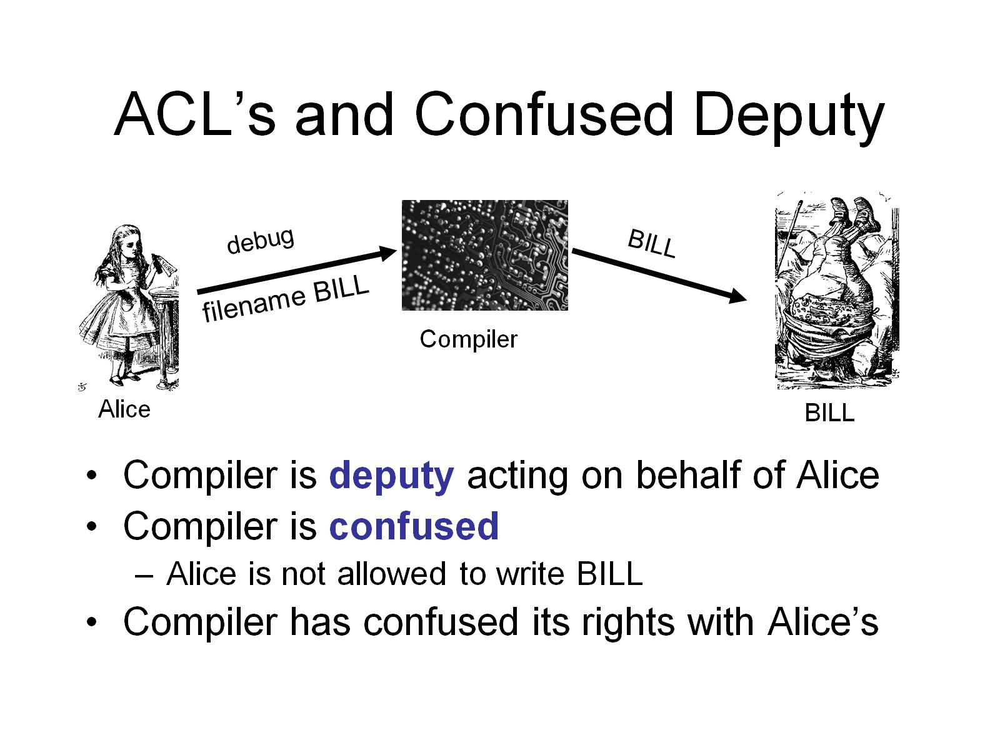 ACL’s and Confused Deputy
debug
filename BILL
BILL
Compiler
Alice
BILL
• Compiler is deputy acting on behalf of Alice
• Compiler is confused
– Alice is not allowed to write BILL
• Compiler has confused its rights with Alice’s